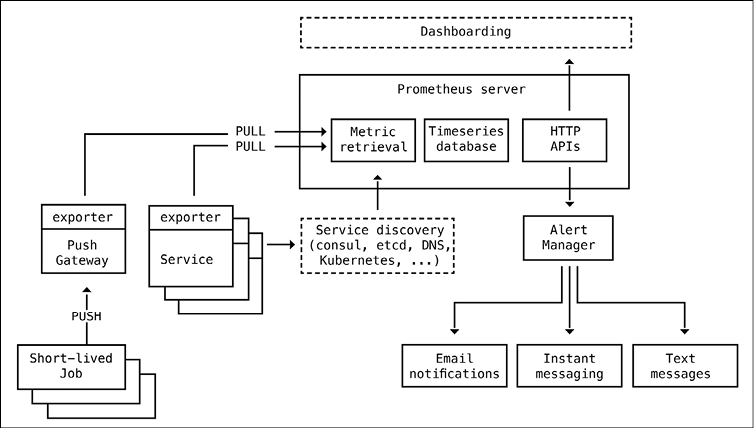 Dashboarding
Prometheus server
PULL
PULL
Metric
retrieval
Timeseries
database
HTTP
APIs
exporter
Push
Gateway
exporter
Service
Service discovery
(consul, etcd, DNS,
Kubernetes, ...)
Alert
Manager
PUSH
Short-lived
Job
Email
notifications
Instant
messaging
Text
messages